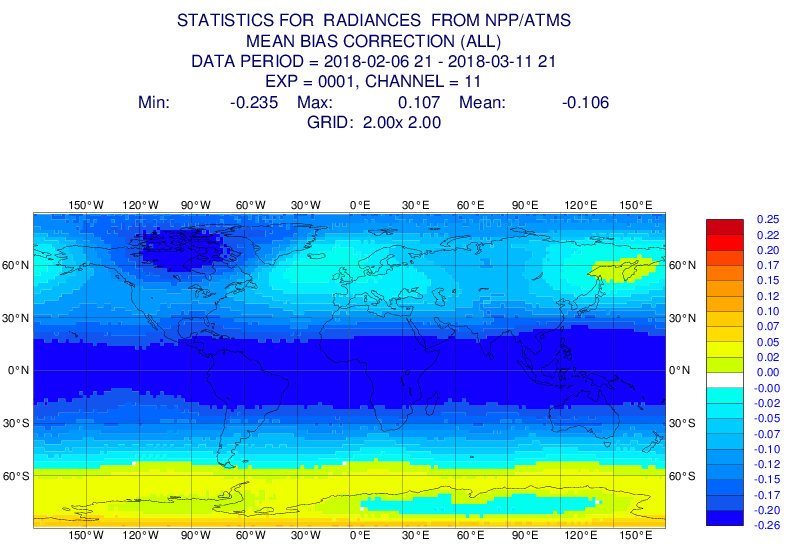 STATISTICS FOR RADIANCES FROM NPP/ATMS
MEAN BIAS CORRECTION (ALL)
DATA PERIOD = 2018-02-06 21 - 2018-03-11 21
EXP = 0001, CHANNEL = 11
Min: -0.235 Max: 0.107 Mean: -0.106
GRID: 2.00x 2.00
150°W 120°W 90°W 60°W 30°W 0°E 30°E 60°E 90°E 120°E 150°E
60°N 60°N
30°N 30°N
0°N 0°N
30°S 30°S
60°S 60°S
150°W 120°W 90°W 60°W 30°W 0°E 30°E 60°E 90°E 120°E 150°E
0.25
0.22
0.20
0.17
0.15
0.12
0.10
0.07
0.05
0.02
0.00
-0.00
-0.02
-0.05
-0.07
-0.10
-0.12
-0.15
-0.17
-0.20
-0.26